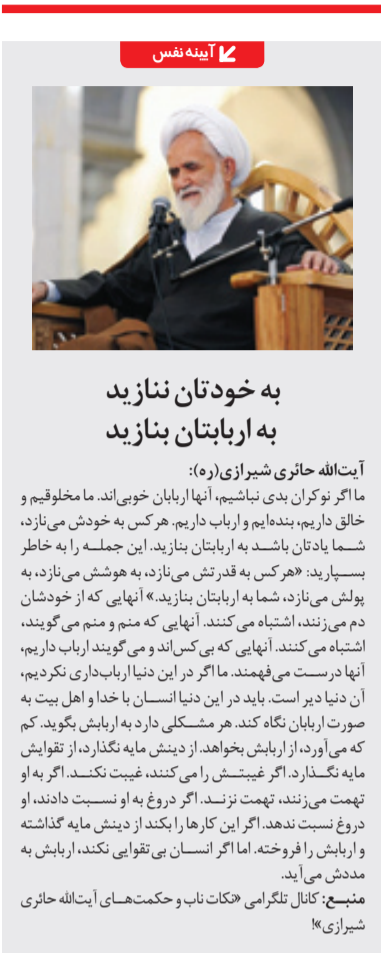 آیینه نفس
به خودتان ننازید
به اربابتان بنازید
آیت‌الله حائری شیرازی(ره):
ما اگر نوکران بدی نباشیم، آنها اربابان خوبی‌اند. ما مخلوقیم و
خالق داریم، بنده‌ایم و ارباب داریم. هرکس به خودش می‌نازد،
شما یادتان باشد به اربابتان بنازید. این جمله را به خاطر
بسپارید: «هرکس به قدرتش می‌نازد، به هوشش می‌نازد، به
پولش می‌نازد، شما به اربابتان بنازید.» آنهایی که از خودشان
دم می‌زنند، اشتباه می‌کنند. آنهایی که منم و منم می‌گویند،
اشتباه می‌کنند. آنهایی که بی‌کس‌اند و می‌گویند ارباب داریم،
آنها درست می‌فهمند. ما اگر در این دنیا ارباب‌داری نکردیم،
آن دنیا دیر است. باید در این دنیا انسان با خدا و اهل بیت به
صورت اربابان نگاه کند. هر مشکلی دارد به اربابش بگوید. کم
که می‌آورد، از اربابش بخواهد. از دینش مایه نگذارد، از تقوایش
مایه نگذارد. اگر غیبتش را می‌کنند، غیبت نکند. اگر به او
تهمت می‌زنند، تهمت نزند. اگر دروغ به او نسبت دادند، او
دروغ نسبت ندهد. اگر این کارها را بکند از دینش مایه گذاشته
و اربابش را فروخته. اما اگر انسان بی‌تقوایی نکند، اربابش به
مددش می‌آید.
منبع: کانال تلگرامی «نکات ناب و حکمت‌های آیت‌الله حائری
شیرازی»!